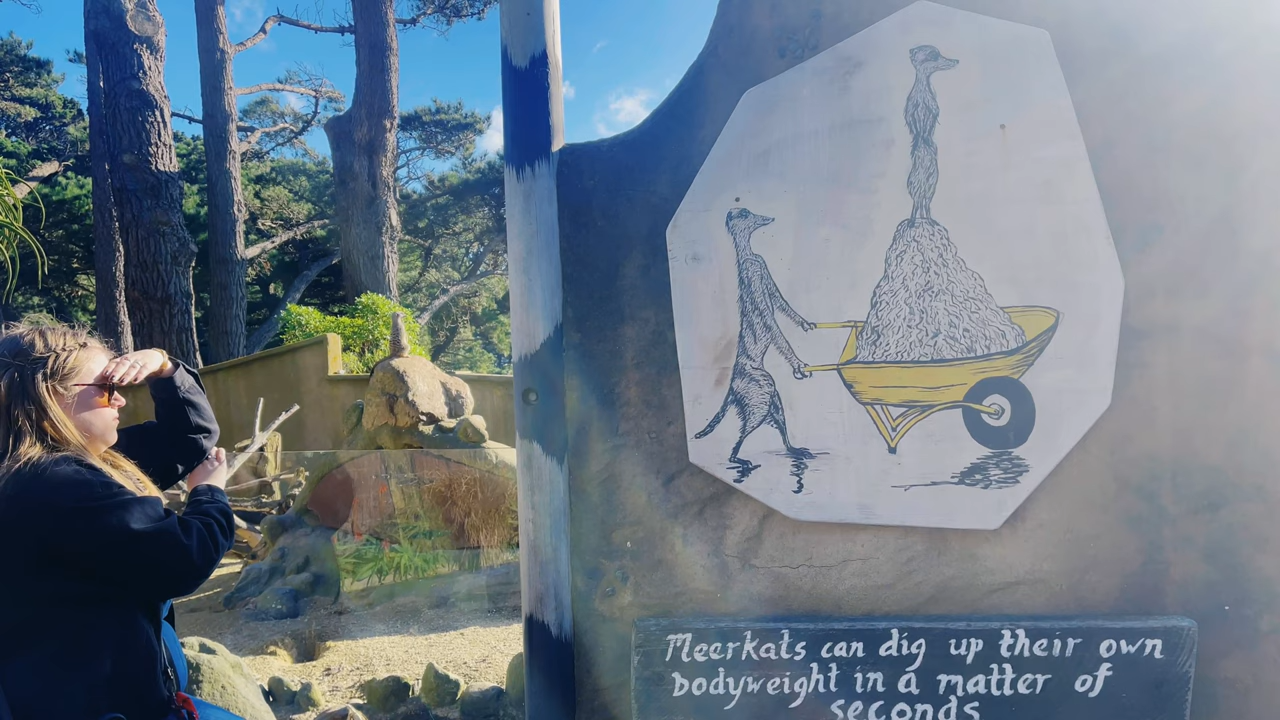 Meerkats can dig up their own
bodyweight in a matter of
seconds